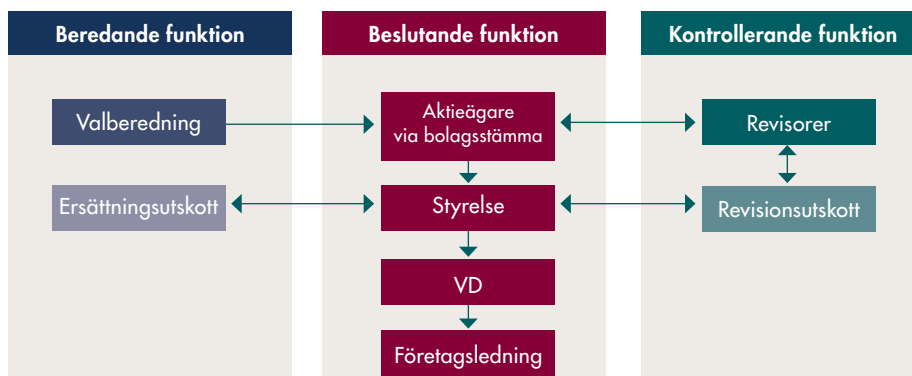 Beredande funktion
Valberedning
Ersättningsutskott
Beslutande funktion
Aktieägare
via bolagsstämma
Styrelse
VD
Företagsledning
Kontrollerande funktion
Revisorer
Revisionsutskott